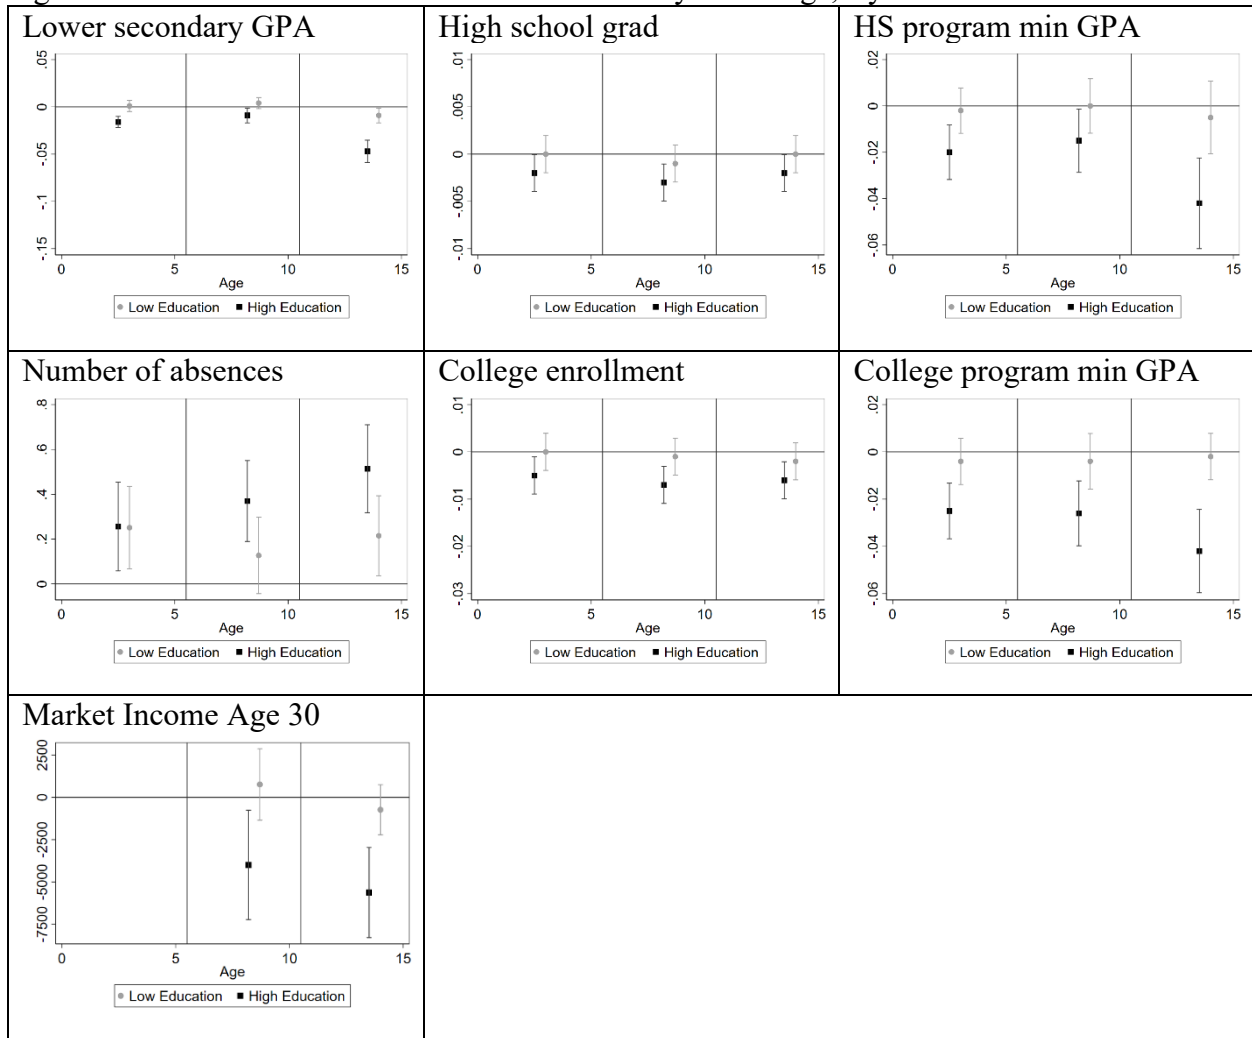 Lower secondary GPA
.05
0
-.05
-.1
-.15
0 5 10 15
Age
Low Education High Education
High school grad
.01
.005
0
-.005
-.01
0 5 10 15
Age
Low Education High Education
HS program min GPA
.02
0
-.02
-.04
-.06
0 5 10 15
Age
Low Education High Education
Number of absences
.8
.6
.4
.2
0
0 5 10 15
Age
Low Education High Education
College enrollment
.01
0
-.01
-.02
-.03
0 5 10 15
Age
Low Education High Education
College program min GPA
.02
0
-.02
-.04
-.06
0 5 10 15
Age
Low Education High Education
Market Income Age 30
2500
0
-2500
-5000
-7500
0 5 10 15
Age
Low Education High Education